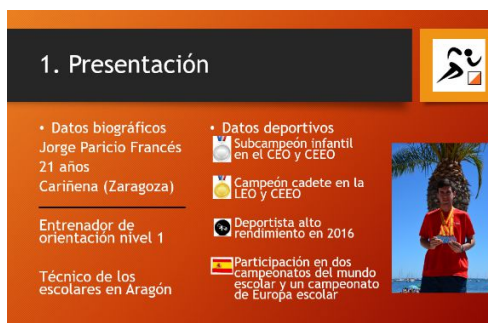 1. Presentación
• Datos biográficos
Jorge Paricio Francés
21 años
Cariñena (Zaragoza)
Entrenador de
orientación nivel 1
Técnico de los
escolares en Aragón
• Datos deportivos
Subcampeón infantil
en el CEO y CEEO
Campeón cadete en la
LEO y CEEO
Deportista alto
rendimiento en 2016
Participación en dos
campeonatos del mundo
escolar y un campeonato
de Europa escolar